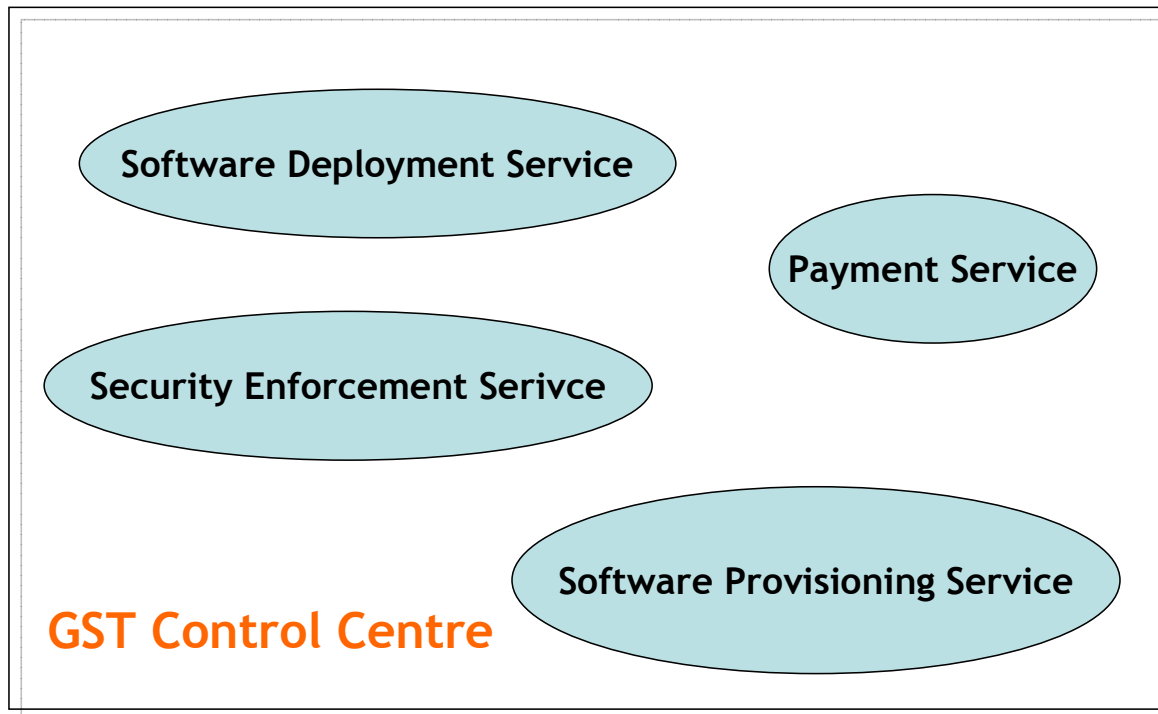 Software Deployment Service
Payment Service
Security Enforcement Serivce
Software Provisioning Service
GST Control Centre